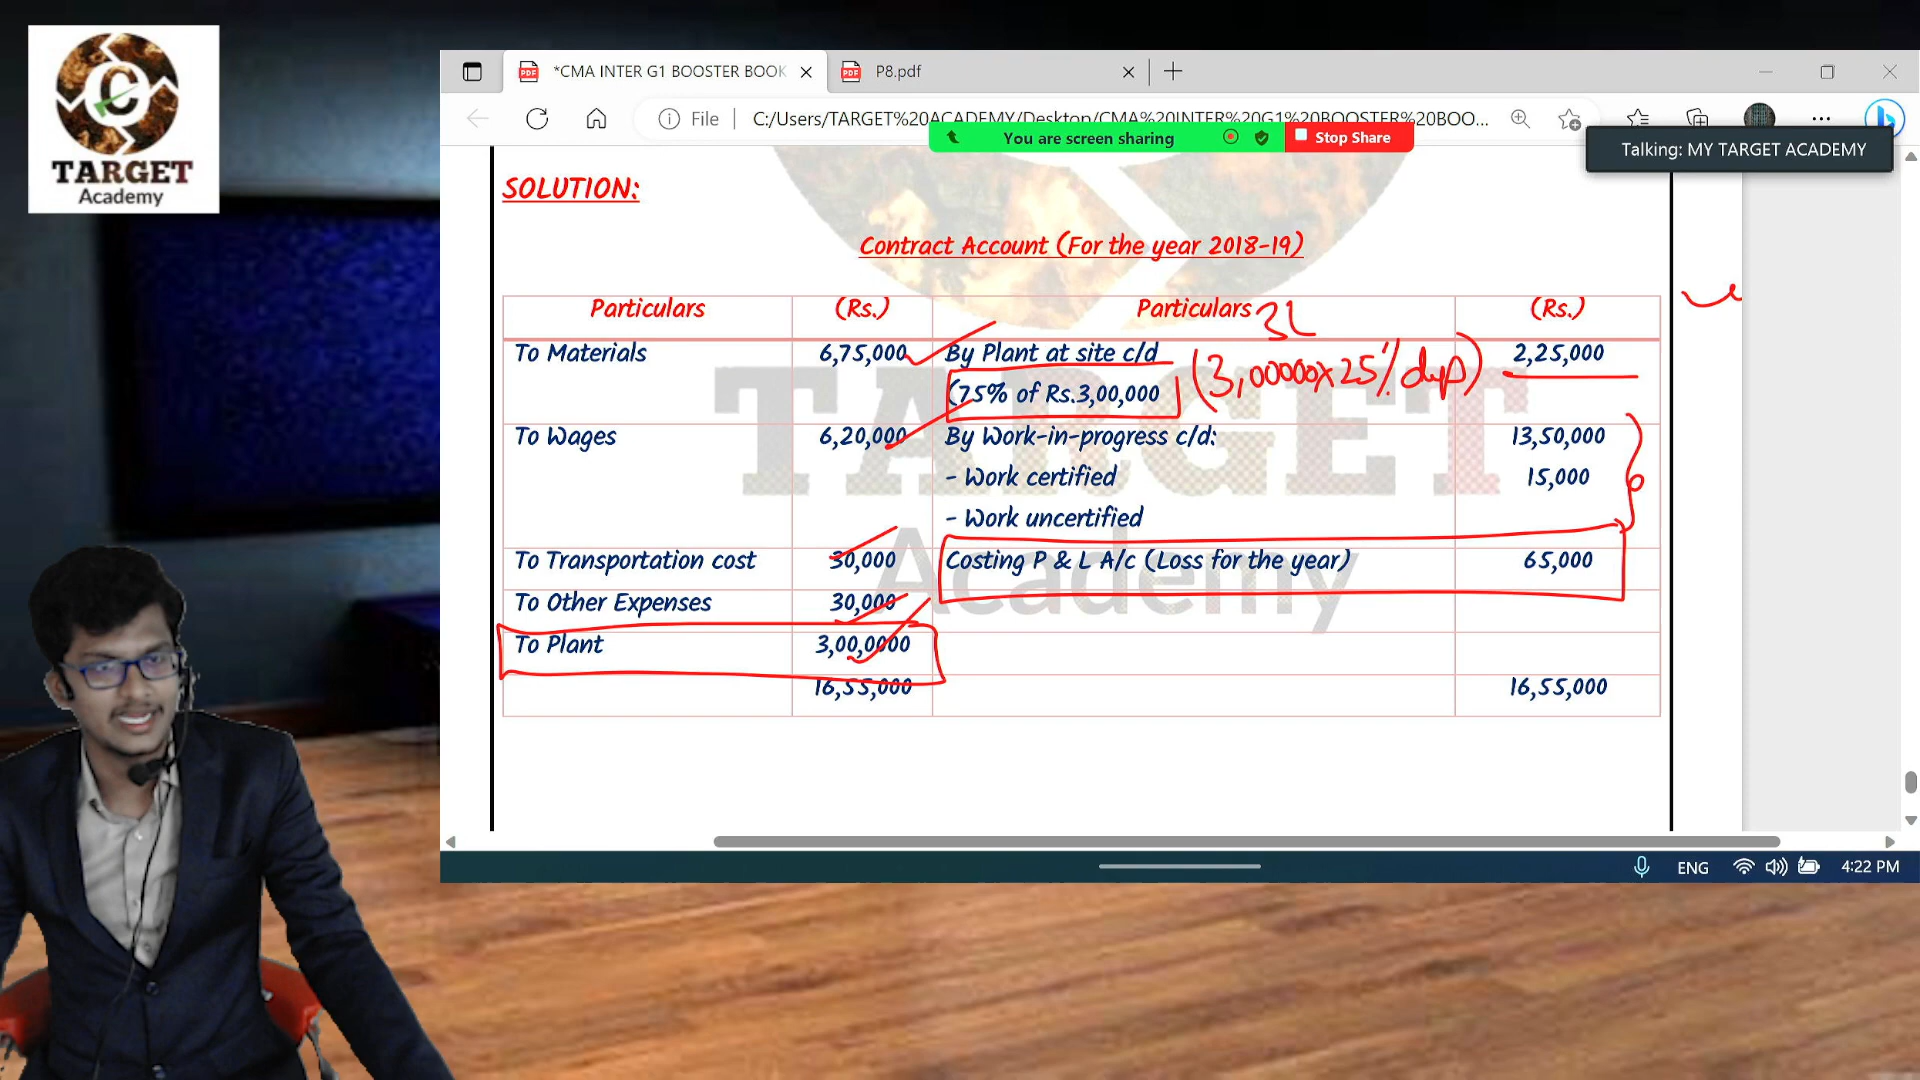 TARGET
Academy
*CMA INTER G1 BOOSTER BOOK
P8.pdf
File
C:/Users/TARGET%20ACADEMY/Desktop/CMA%20INTER%20G1%20BOOSTER%20BOO...
You are screen sharing
Stop Share
Talking: MY TARGET ACADEMY
SOLUTION:
Contract Account (For the year 2018-19)
Particulars (Rs.) Particulars (Rs.)
3L
To Materials 6,75,000 By Plant at site c/d 2,25,000
(75% of Rs.3,00,000
(3,00000x25% dep)
To Wages 6,20,000 By Work-in-progress c/d: 13,50,000
- Work certified 15,000
- Work uncertified
To Transportation cost 30,000 Costing P & L A/c (Loss for the year) 65,000
To Other Expenses 30,000
To Plant 3,00,0000
16,55,000 16,55,000
TARGET
Academy
ENG 4:22 PM